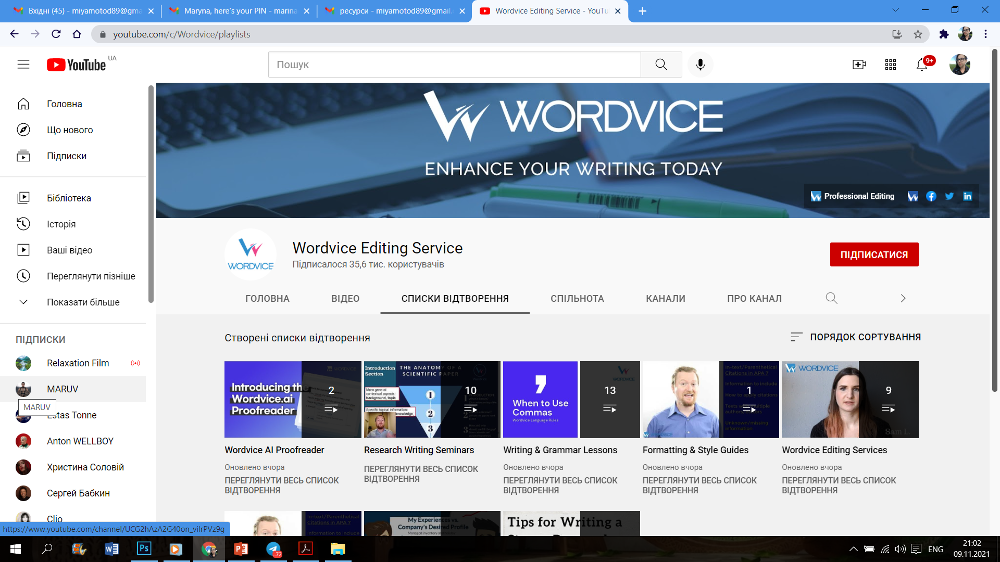 Вхідні (45) - miyamotod89@gma
Maryna, here's your PIN - marina
ресурси - miyamotod89@gmail.
Wordvice Editing Service - YouTu
youtube.com/c/Wordvice/playlists
YouTube UA
Пошук
9+
Головна
Що нового
Підписки
Бібліотека
Історія
Ваші відео
Переглянути пізніше
Показати більше
ПІДПИСКИ
Relaxation Film
MARUV
MARUV
Estas Tonne
Anton WELLBOY
Христина Соловій
Сергей Бабкин
Clio
WORDVICE
ENHANCE YOUR WRITING TODAY
Professional Editing
WORDVICE
Wordvice Editing Service
Підписалося 35,6 тис. користувачів
ПІДПИСАТИСЯ
ГОЛОВНА
ВІДЕО
СПИСКИ ВІДТВОРЕННЯ
СПІЛЬНОТА
КАНАЛИ
ПРО КАНАЛ
Створені списки відтворення
ПОРЯДОК СОРТУВАННЯ
WORDVICE
Introducing the
Wordvice.ai
Proofreader
2
Wordvice AI Proofreader
Оновлено вчора
ПЕРЕГЛЯНУТИ ВЕСЬ СПИСОК
ВІДТВОРЕННЯ
Introduction
Section
THE ANATOMY OF A
SCIENTIFIC PAPER
More general
contextual aspects:
background, topic
Specific topical information:
1
2
3
10
Research Writing Seminars
ПЕРЕГЛЯНУТИ ВЕСЬ СПИСОК
ВІДТВОРЕННЯ
When to Use
Commas
Wordvice Language Rules
WORDVICE
13
Writing & Grammar Lessons
Оновлено вчора
ПЕРЕГЛЯНУТИ ВЕСЬ СПИСОК
ВІДТВОРЕННЯ
WORDVICE
In-text/Parenthetical
Citations in APA 7
Information to include
How to apply citations
Texts w/ multiple
authors/editors
Unknown/missing
information
1
Formatting & Style Guides
Оновлено вчора
ПЕРЕГЛЯНУТИ ВЕСЬ СПИСОК
ВІДТВОРЕННЯ
WORDVICE
9
Sam L.
Wordvice Editing Services
Оновлено вчора
ПЕРЕГЛЯНУТИ ВЕСЬ СПИСОК
ВІДТВОРЕННЯ
In-text/Parenthetical
Citations in APA 7
Information to include
My Experiences vs.
Company's Desired Profile
Tips for Writing a
https://www.youtube.com/channel/UCG2hAzA2G40on_vilrPVz9g
..72
ENG
21:02
09.11.2021